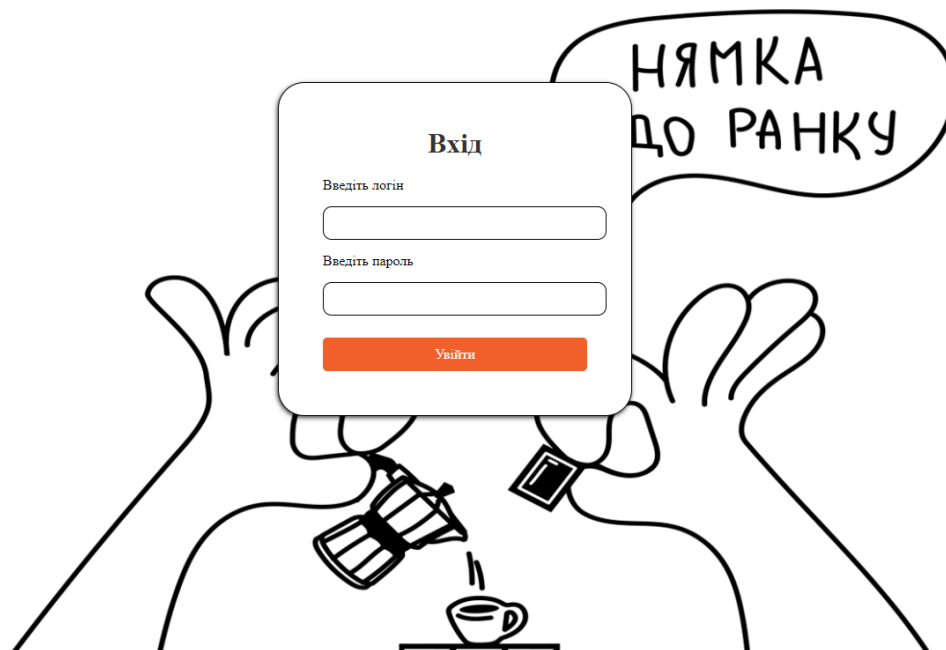 НЯМКА
ДО РАНКУ
Вхід
Введіть логін
Введіть пароль
Увійти